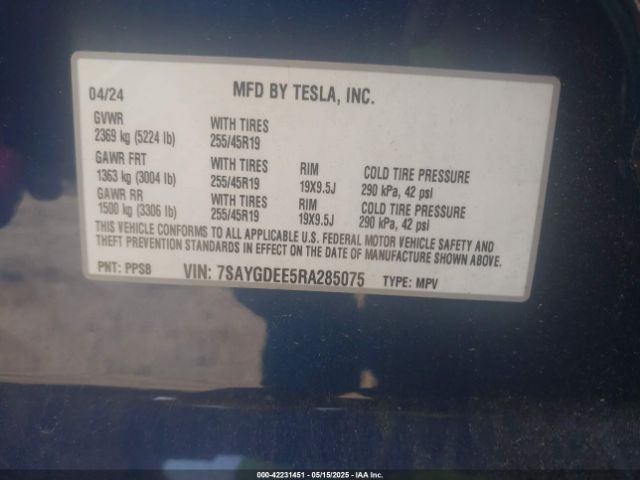 04/24 MFD BY TESLA, INC.
GVWR WITH TIRES
2369 kg (5224 lb) 255/45R19
GAWR FRT WITH TIRES RIM COLD TIRE PRESSURE
1363 kg (3004 lb) 255/45R19 19X9.5J 290 kPa, 42 psi
GAWR RR WITH TIRES RIM COLD TIRE PRESSURE
1500 kg (3306 lb) 255/45R19 19X9.5J 290 kPa, 42 psi
THIS VEHICLE CONFORMS TO ALL APPLICABLE U.S. FEDERAL MOTOR VEHICLE SAFETY AND
THEFT PREVENTION STANDARDS IN EFFECT ON THE DATE OF MANUFACTURE SHOWN ABOVE.
PNT: PPSB VIN: 7SAYGDEE5RA285075 TYPE: MPV
000-42231451 - 05/15/2025 - IAA Inc.